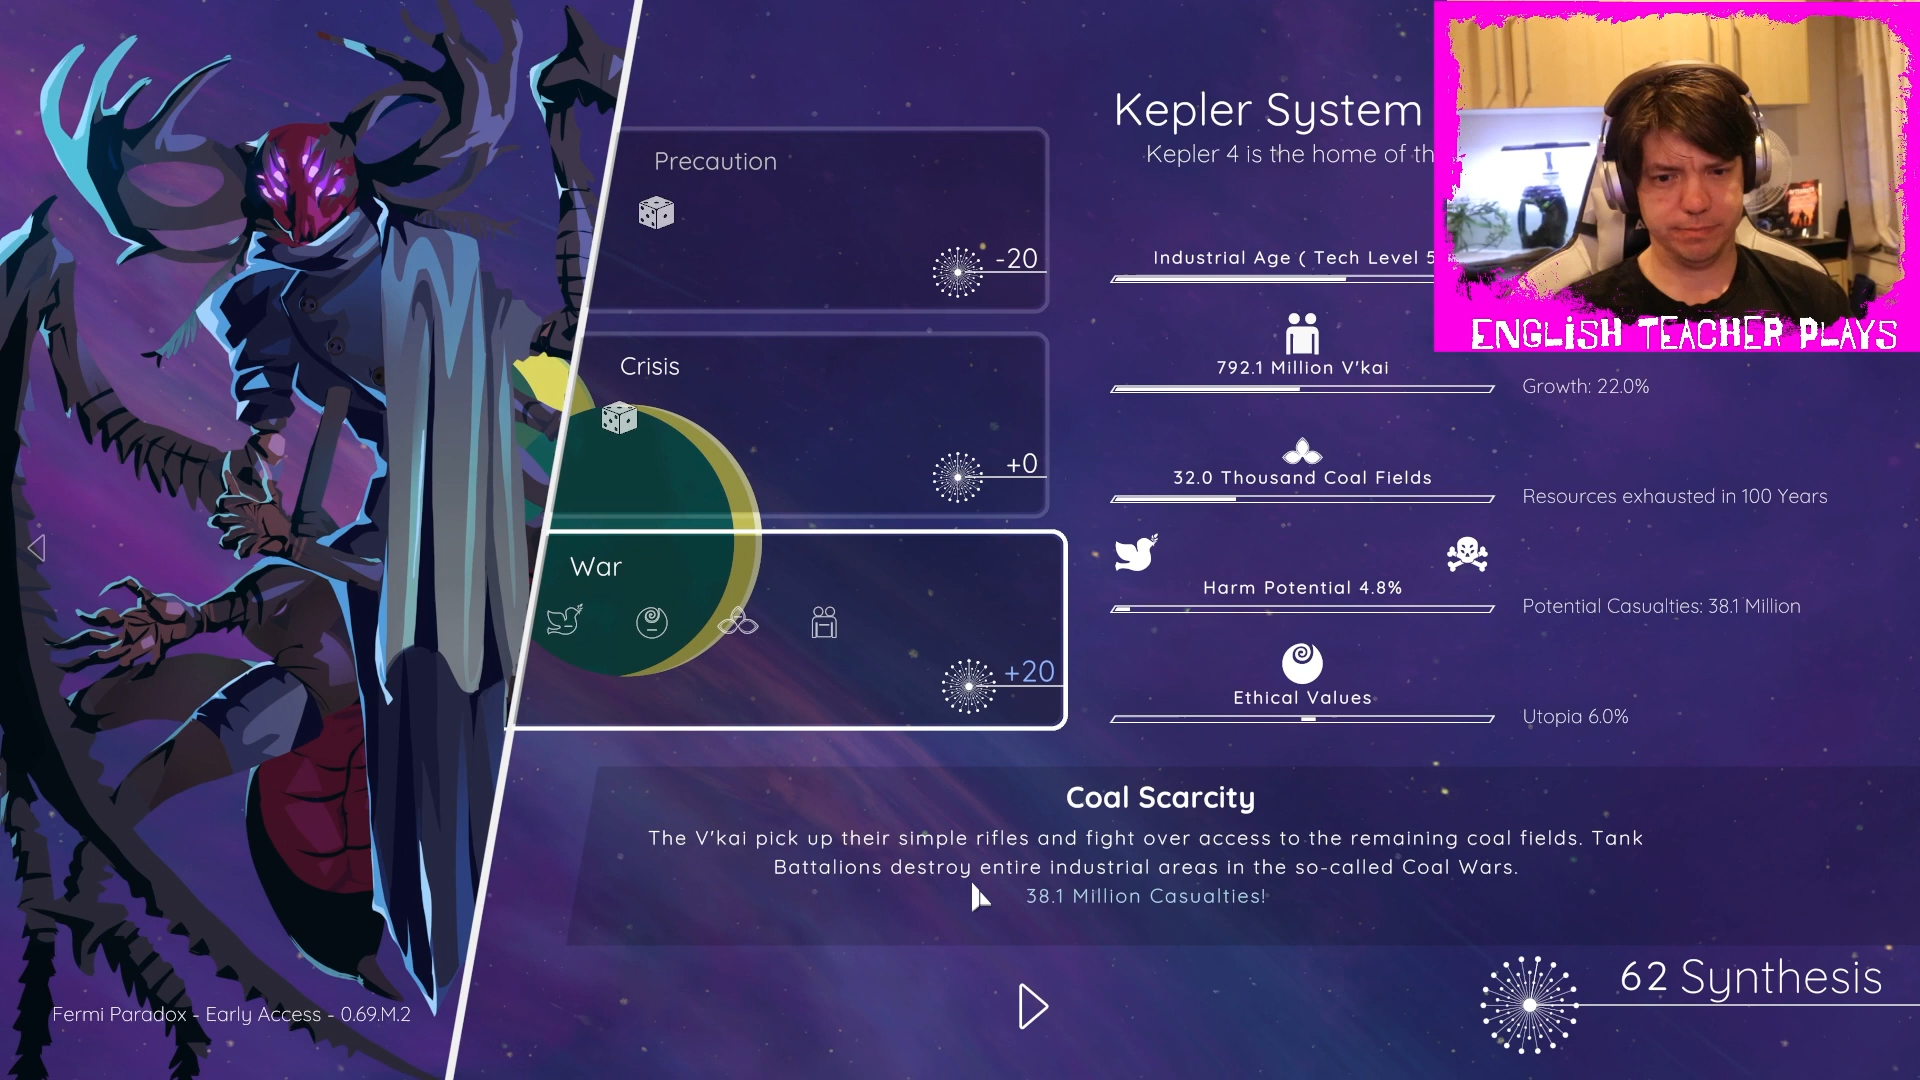 Kepler System
Kepler 4 is the home of th
Precaution
-20
Industrial Age ( Tech Level 5
ENGLISH TEACHER PLAYS
Crisis
+0
792.1 Million V'kai
Growth: 22.0%
32.0 Thousand Coal Fields
Resources exhausted in 100 Years
War
+20
Harm Potential 4.8%
Potential Casualties: 38.1 Million
Ethical Values
Utopia 6.0%
Coal Scarcity
The V'kai pick up their simple rifles and fight over access to the remaining coal fields. Tank
Battalions destroy entire industrial areas in the so-called Coal Wars.
38.1 Million Casualties!
62 Synthesis
Fermi Paradox - Early Access - 0.69.M.2